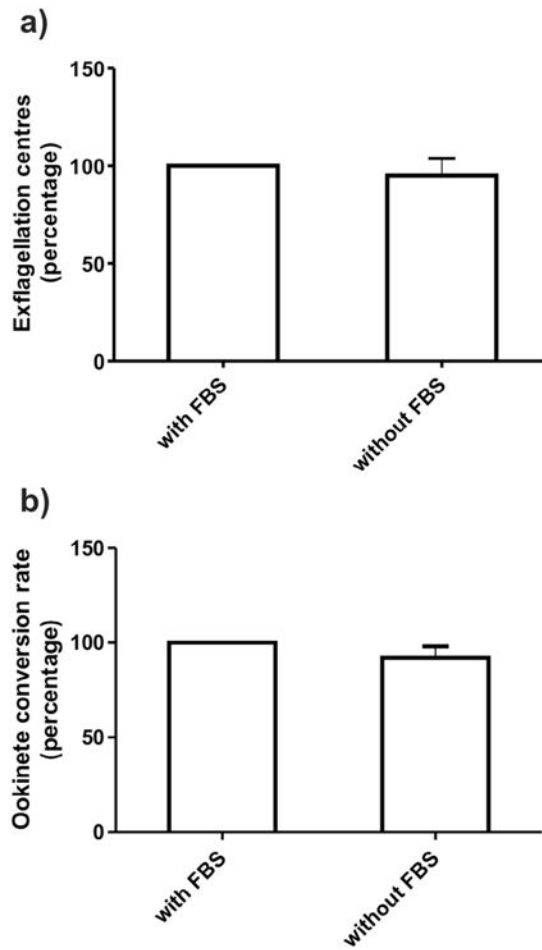 a)
Exflagellation centres
(percentage)
150
100
50
0
with FBS
without FBS
b)
Ookinete conversion rate
(percentage)
150
100
50
0
with FBS
without FBS